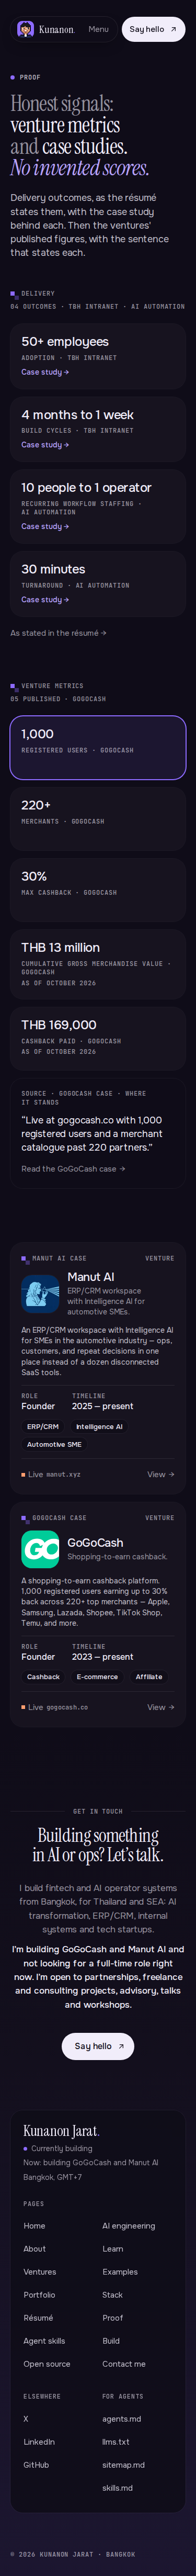 Kunanon.
Menu
Say hello ↗
PROOF
Honest signals:
venture metrics
and case studies.
No invented scores.
Delivery outcomes, as the résumé
states them, with the case study
behind each. Then the ventures'
published figures, with the sentence
that states each.
DELIVERY
04 OUTCOMES · TBH INTRANET · AI AUTOMATION
50+ employees
ADOPTION · TBH INTRANET
Case study →
4 months to 1 week
BUILD CYCLES · TBH INTRANET
Case study →
10 people to 1 operator
RECURRING WORKFLOW STAFFING ·
AI AUTOMATION
Case study →
30 minutes
TURNAROUND · AI AUTOMATION
Case study →
As stated in the résumé →
VENTURE METRICS
05 PUBLISHED · GOGOCASH
1,000
REGISTERED USERS · GOGOCASH
220+
MERCHANTS · GOGOCASH
30%
MAX CASHBACK · GOGOCASH
THB 13 million
CUMULATIVE GROSS MERCHANDISE VALUE ·
GOGOCASH
AS OF OCTOBER 2026
THB 169,000
CASHBACK PAID · GOGOCASH
AS OF OCTOBER 2026
SOURCE · GOGOCASH CASE · WHERE
IT STANDS
“Live at gogocash.co with 1,000
registered users and a merchant
catalogue past 220 partners.”
Read the GoGoCash case →
MANUT AI CASE
VENTURE
Manut AI
ERP/CRM workspace
with Intelligence AI for
automotive SMEs.
An ERP/CRM workspace with Intelligence AI
for SMEs in the automotive industry — ops,
customers, and repeat decisions in one
place instead of a dozen disconnected
SaaS tools.
ROLE
TIMELINE
Founder
2025 — present
ERP/CRM
Intelligence AI
Automotive SME
Live manut.xyz
View →
GOGOCASH CASE
VENTURE
GO
GoGoCash
Shopping-to-earn cashback.
A shopping-to-earn cashback platform.
1,000 registered users earning up to 30%
back across 220+ top merchants — Apple,
Samsung, Lazada, Shopee, TikTok Shop,
Temu, and more.
ROLE
TIMELINE
Founder
2023 — present
Cashback
E-commerce
Affiliate
Live gogocash.co
View →
GET IN TOUCH
Building something
in AI or ops? Let’s talk.
I build fintech and AI operator systems
from Bangkok, for Thailand and SEA: AI
transformation, ERP/CRM, internal
systems and tech startups.
I'm building GoGoCash and Manut AI and
not looking for a full-time role right
now. I'm open to partnerships, freelance
and consulting projects, advisory, talks
and workshops.
Say hello ↗
Kunanon Jarat.
Currently building
Now: building GoGoCash and Manut AI
Bangkok, GMT+7
PAGES
Home
AI engineering
About
Learn
Ventures
Examples
Portfolio
Stack
Résumé
Proof
Agent skills
Build
Open source
Contact me
ELSEWHERE
FOR AGENTS
X
agents.md
LinkedIn
llms.txt
GitHub
sitemap.md
skills.md
© 2026 KUNANON JARAT · BANGKOK